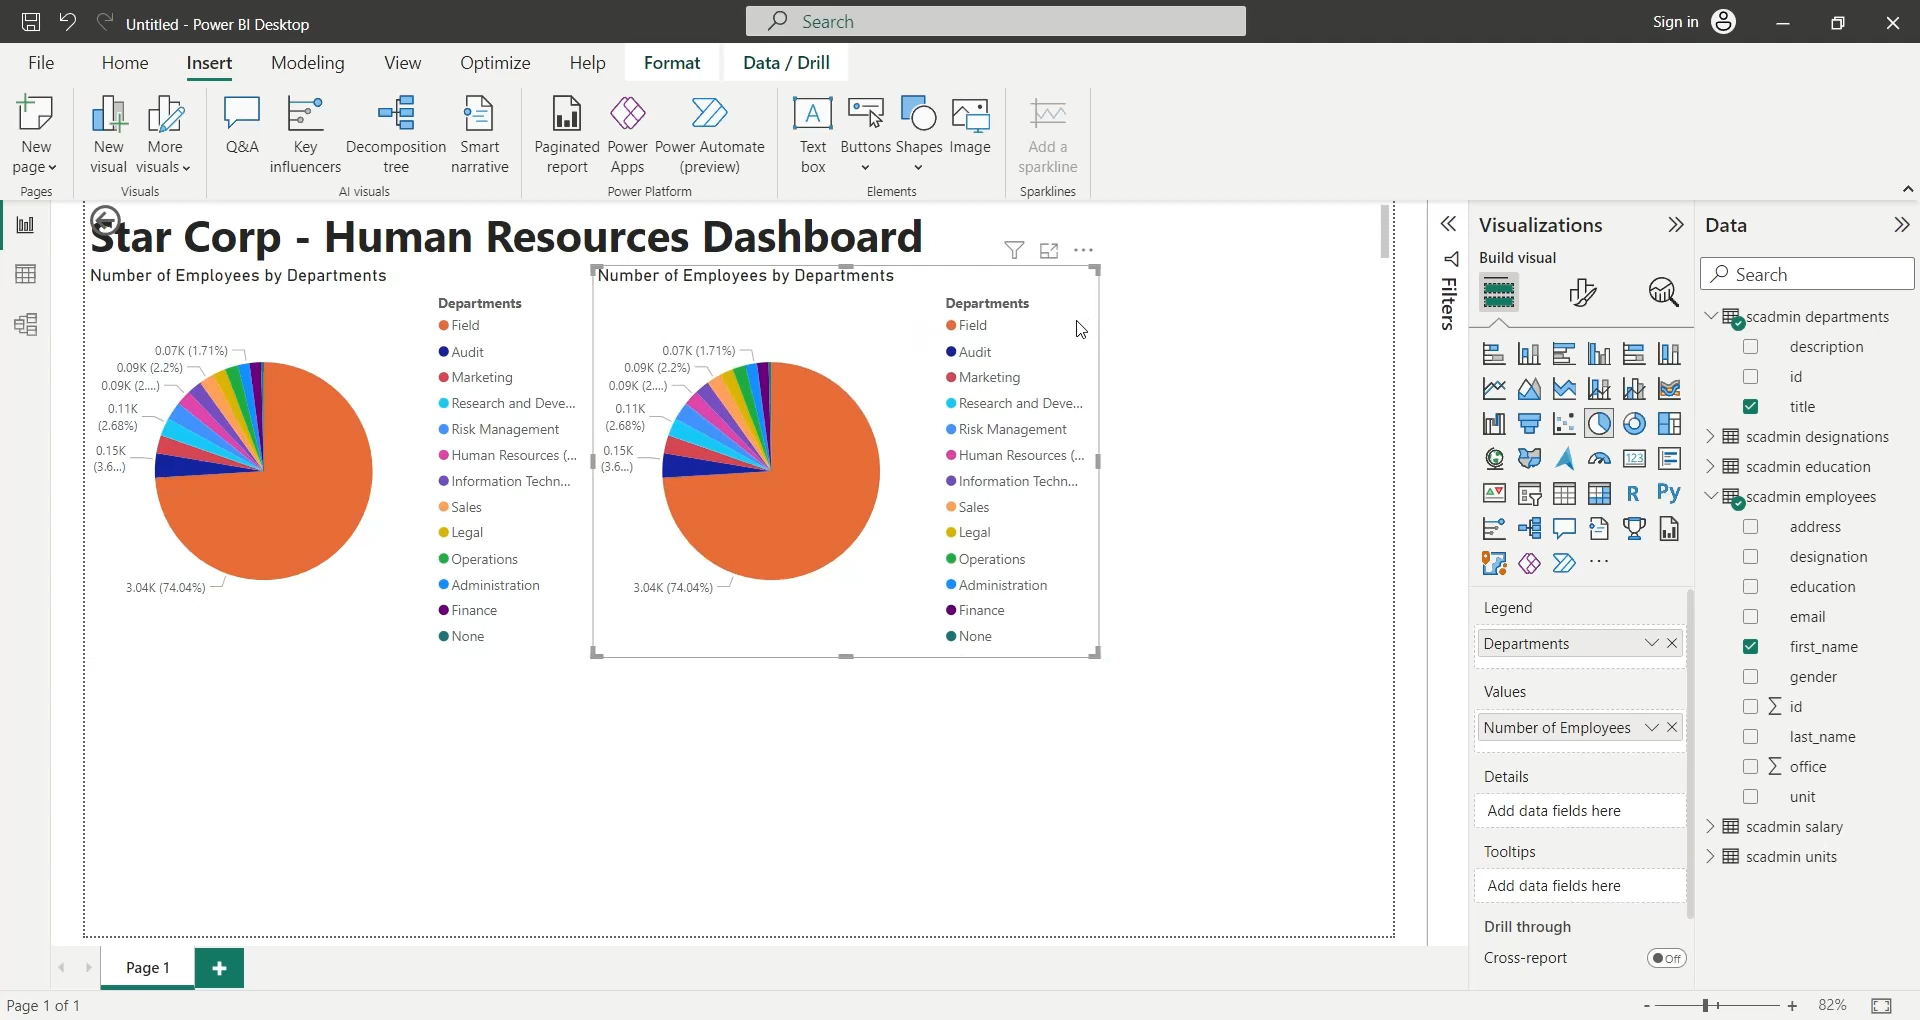 Untitled - Power BI Desktop
Search
Sign in
File Home Insert Modeling View Optimize Help Format Data / Drill
New page
New visual
More visuals
Q&A
Key influencers
Decomposition tree
Smart narrative
Paginated report
Power Apps
Power Automate (preview)
Text box
Buttons
Shapes
Image
Add a sparkline
Pages
Visuals
AI visuals
Power Platform
Elements
Sparklines
Star Corp - Human Resources Dashboard
Number of Employees by Departments
0.07K (1.71%)
0.09K (2.2%)
0.09K (2....)
0.11K
(2.68%)
0.15K
(3.6...)
3.04K (74.04%)
Departments
Field
Audit
Marketing
Research and Deve...
Risk Management
Human Resources (...
Information Techn...
Sales
Legal
Operations
Administration
Finance
None
Number of Employees by Departments
0.07K (1.71%)
0.09K (2.2%)
0.09K (2....)
0.11K
(2.68%)
0.15K
(3.6...)
3.04K (74.04%)
Departments
Field
Audit
Marketing
Research and Deve...
Risk Management
Human Resources (...
Information Techn...
Sales
Legal
Operations
Administration
Finance
None
Filters
Visualizations
Build visual
123
R
Py
Legend
Departments
Values
Number of Employees
Details
Add data fields here
Tooltips
Add data fields here
Drill through
Cross-report
Off
Data
Search
scadmin departments
description
id
title
scadmin designations
scadmin education
scadmin employees
address
designation
education
email
first_name
gender
id
last_name
office
unit
scadmin salary
scadmin units
Page 1
Page 1 of 1
82%